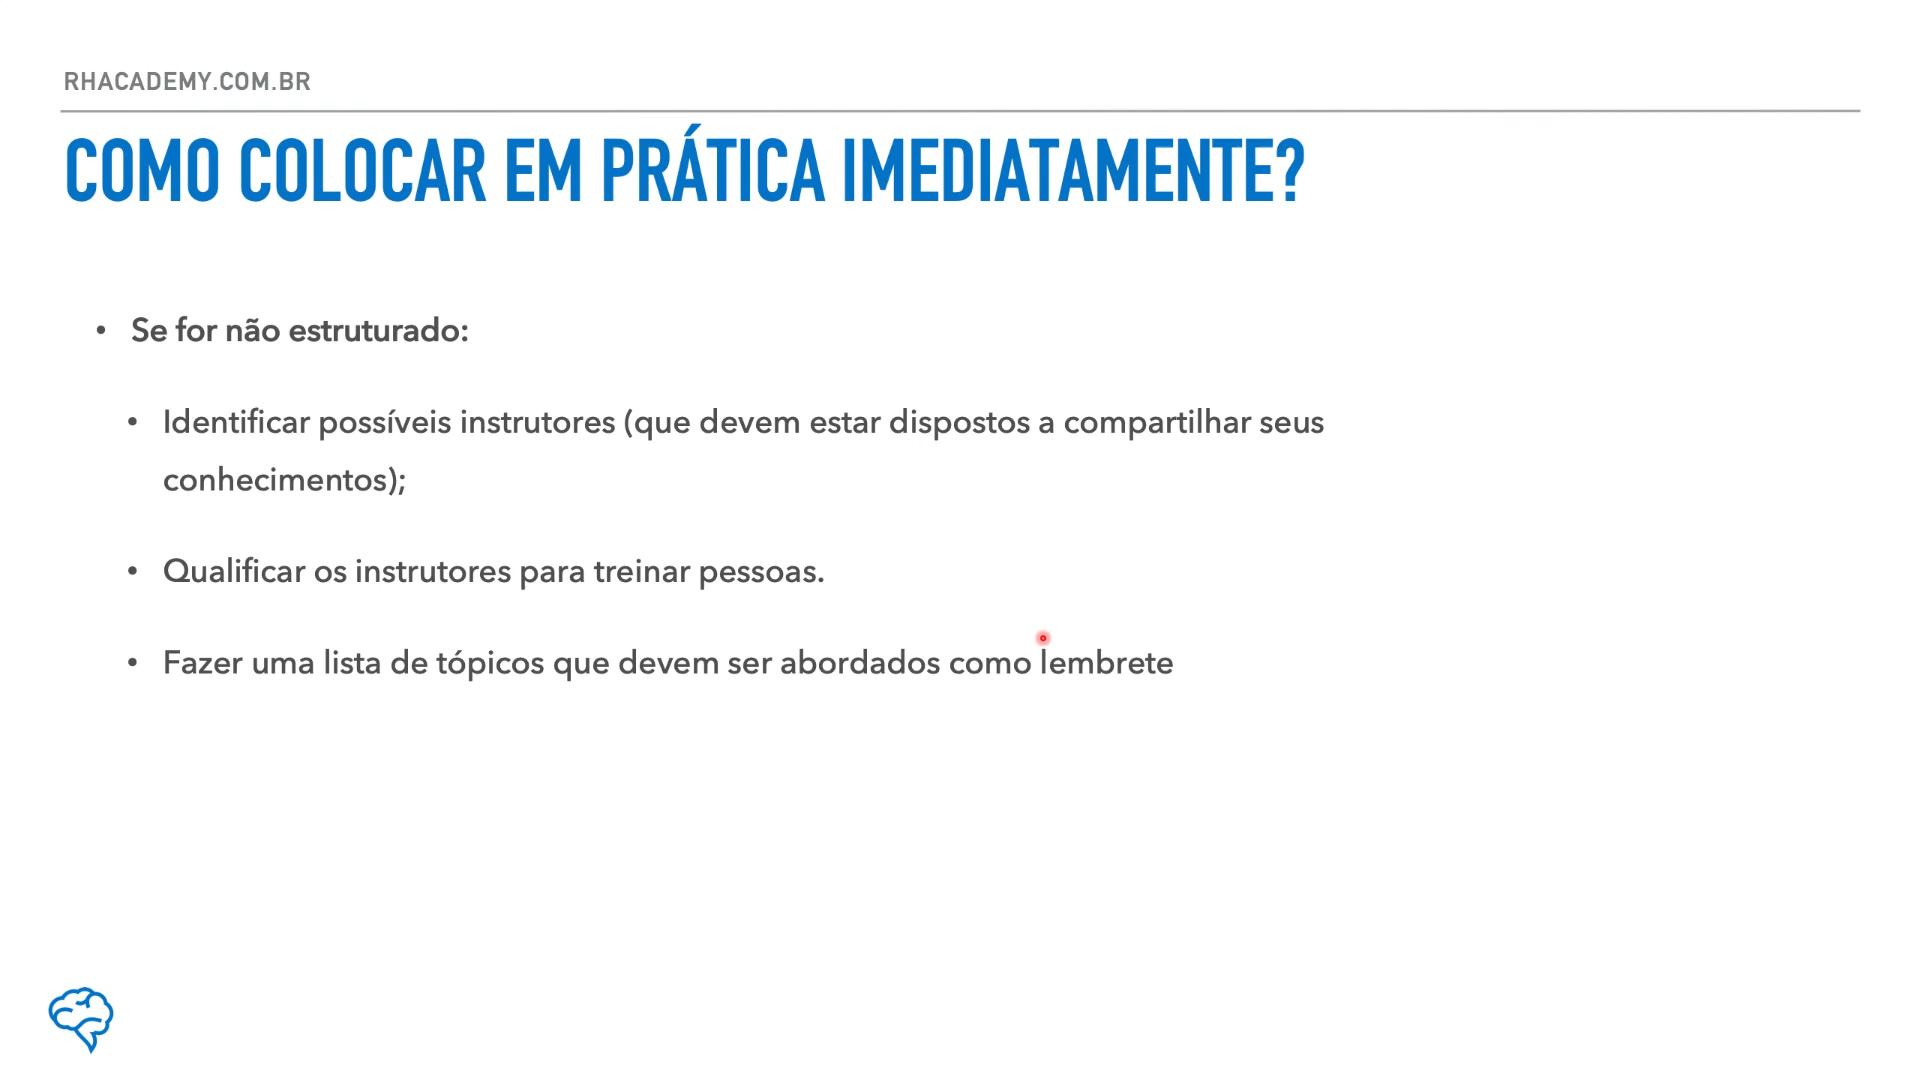 RHACADEMY.COM.BR
COMO COLOCAR EM PRÁTICA IMEDIATAMENTE?
• Se for não estruturado:
• Identificar possíveis instrutores (que devem estar dispostos a compartilhar seus
conhecimentos);
• Qualificar os instrutores para treinar pessoas.
• Fazer uma lista de tópicos que devem ser abordados como lembrete